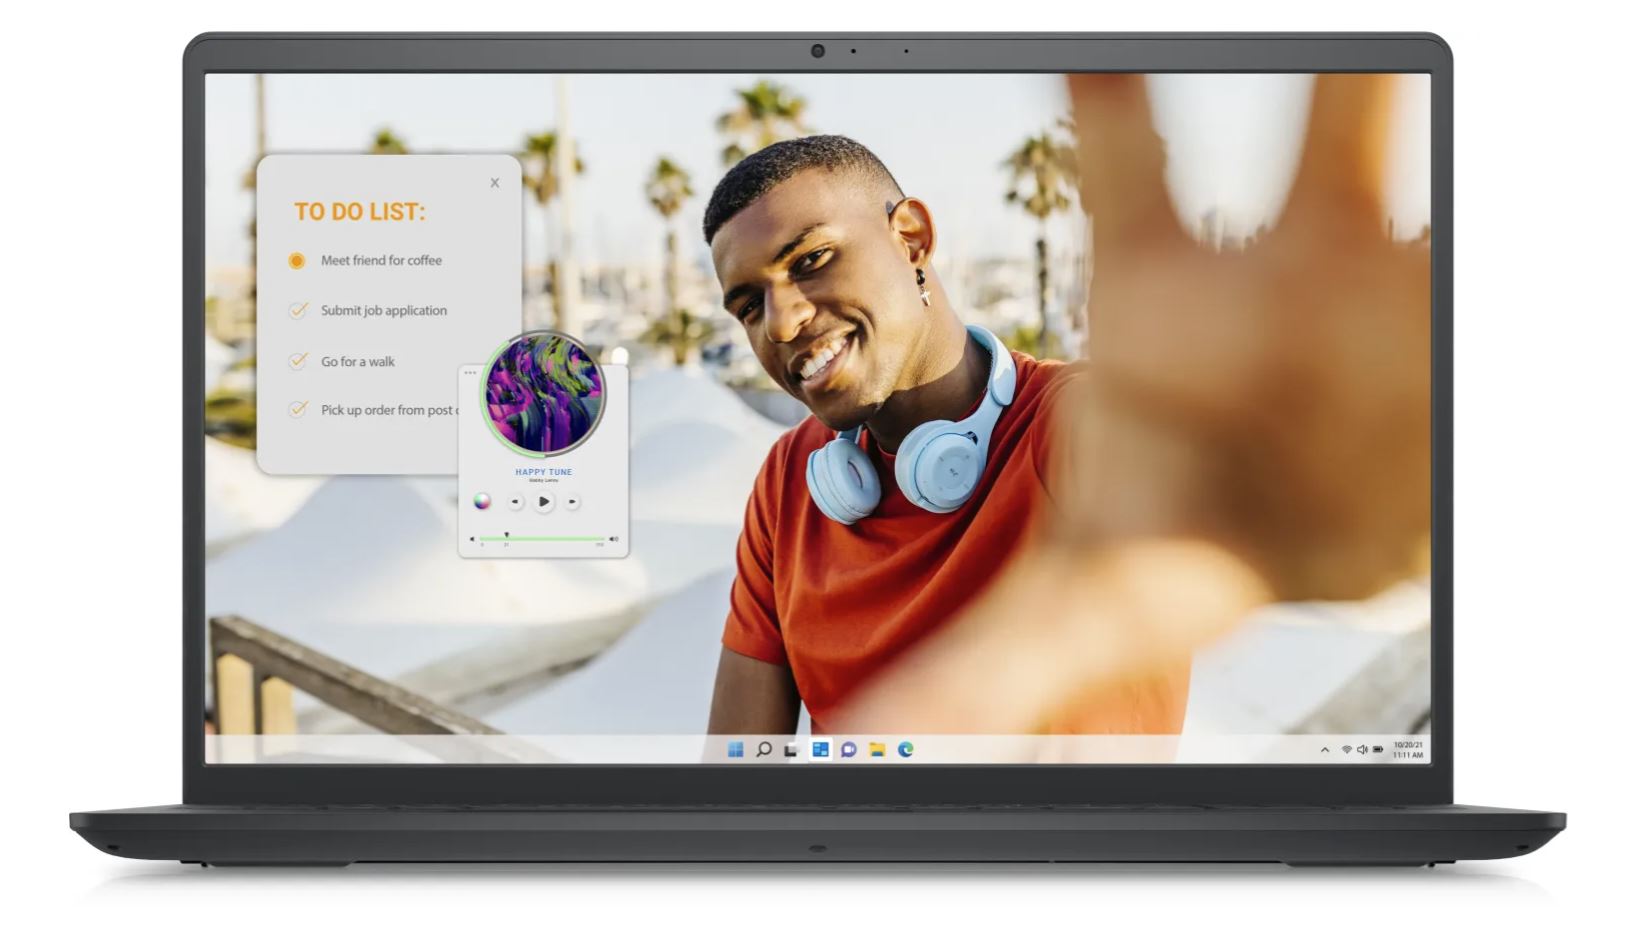 X
TO DO LIST:
Meet friend for coffee
Submit job application
Go for a walk
Pick up order from post
HAPPY TUNE
10/20/21
11:11 AM